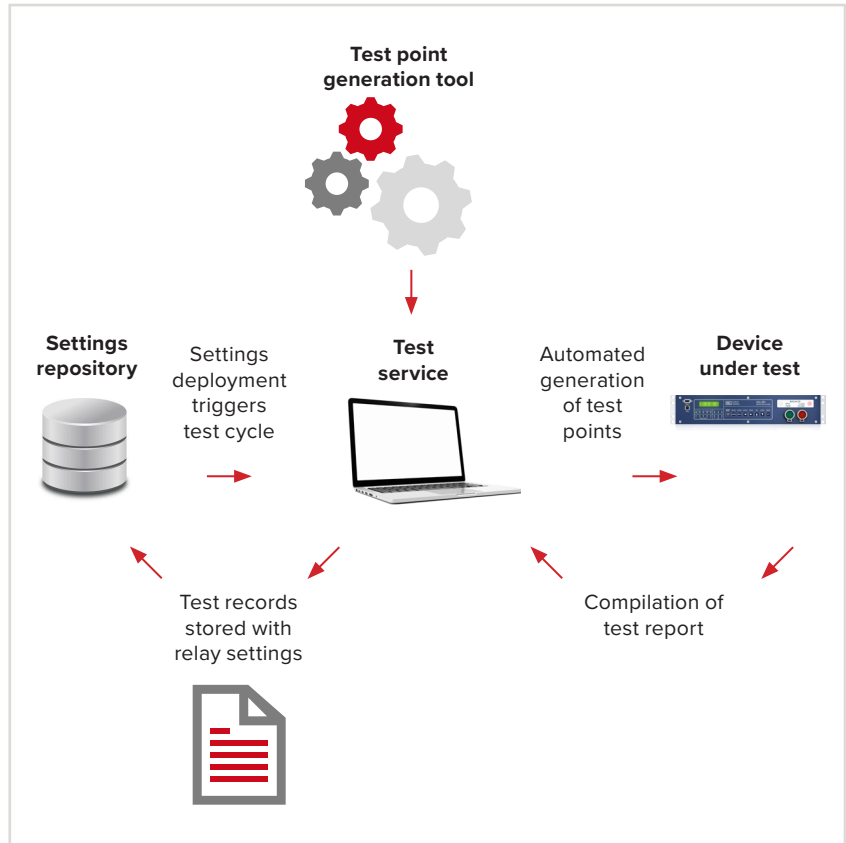 Test point
generation tool
Settings
repository
Settings
deployment
triggers
test cycle
Test
service
Automated
generation
of test
points
Device
under test
Test records
stored with
relay settings
Compilation of
test report